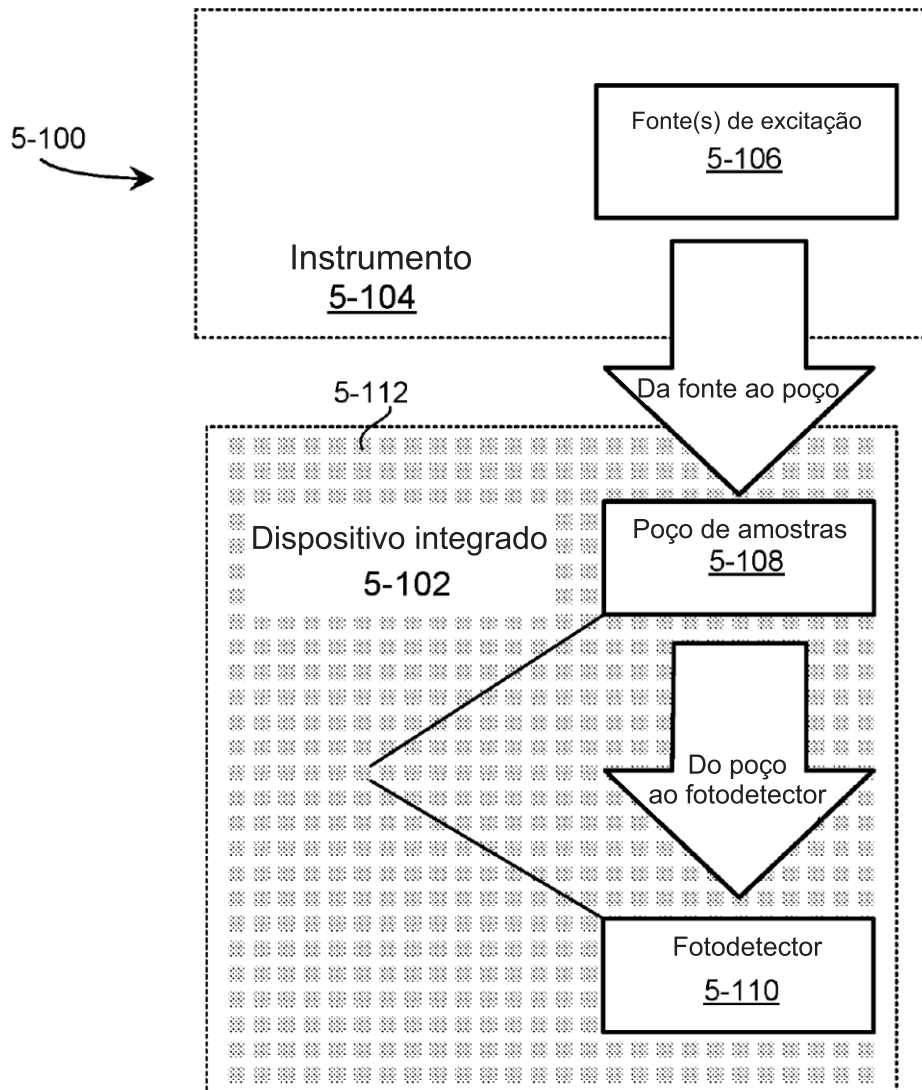 5-100
Fonte(s) de excitação
5-106
Instrumento
5-104
Da fonte ao poço
5-112
Dispositivo integrado
5-102
Poço de amostras
5-108
Do poço
ao fotodetector
Fotodetector
5-110